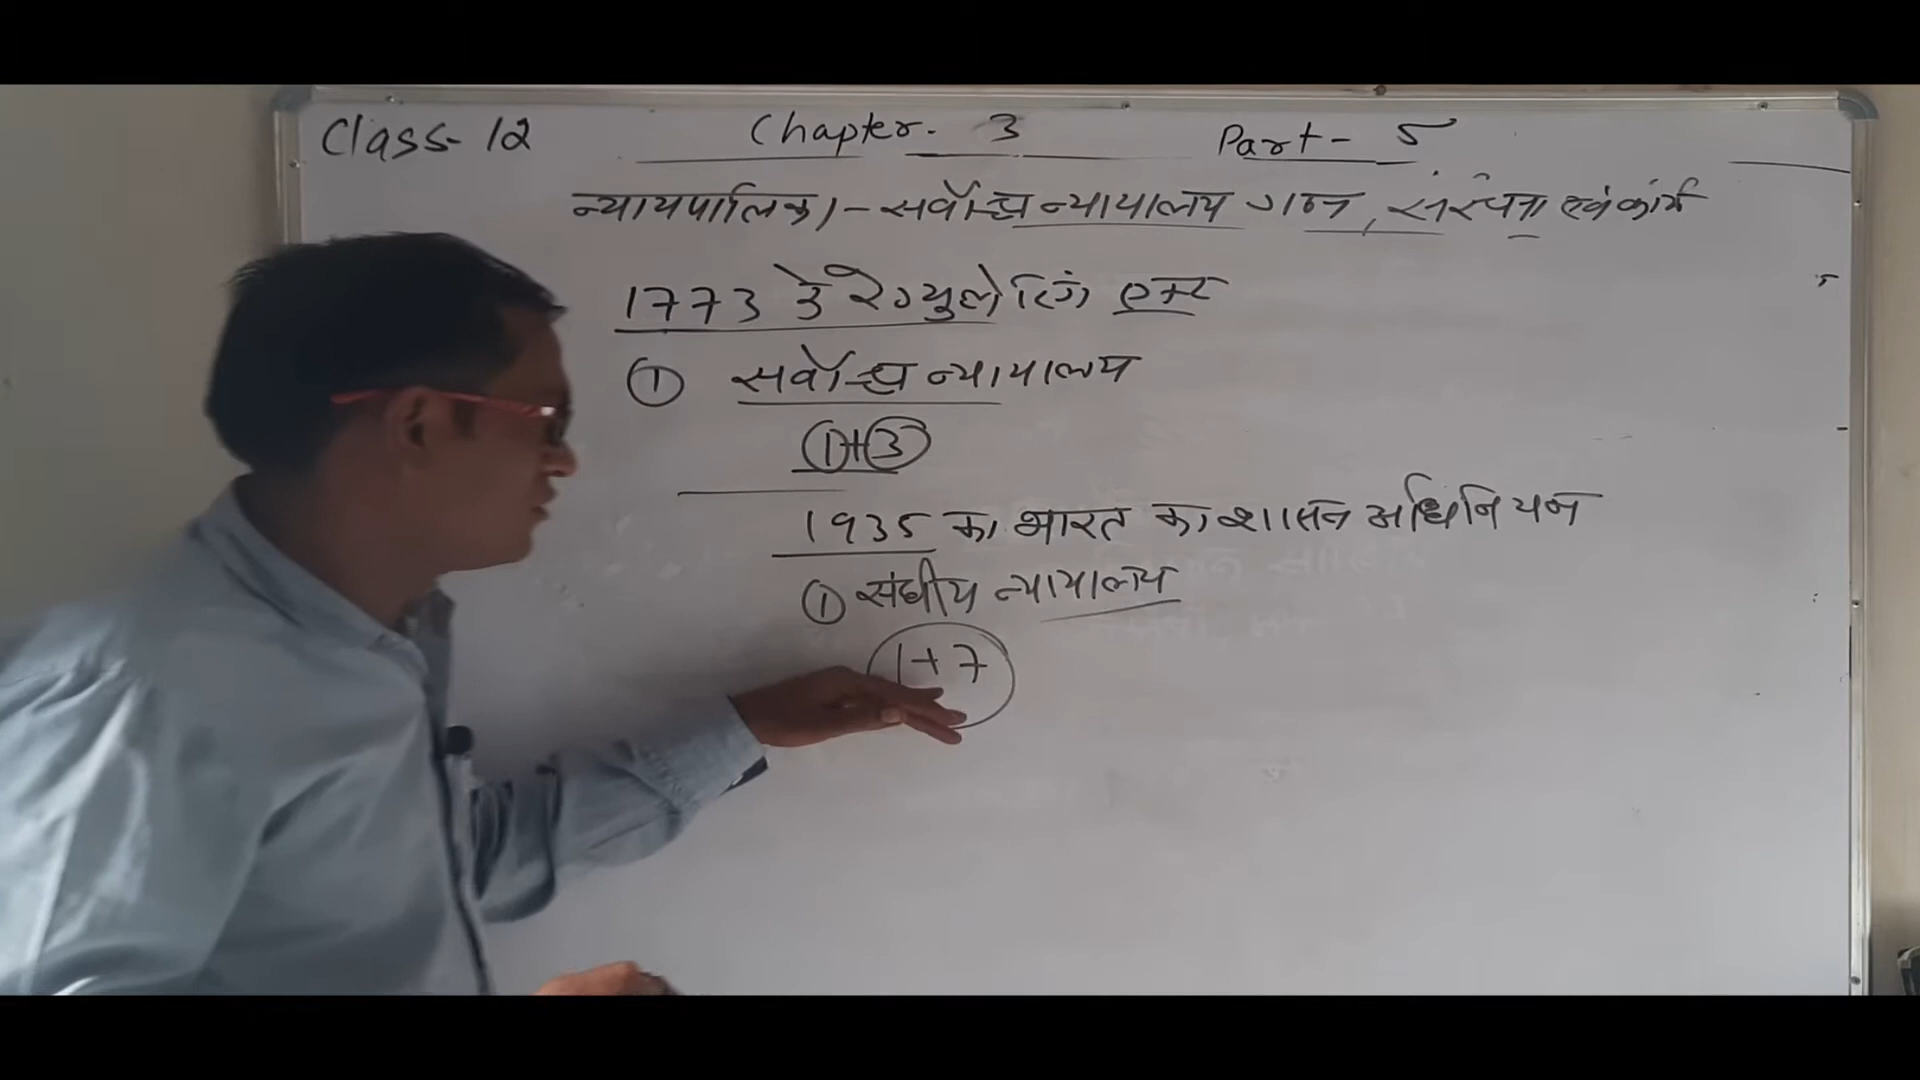 Class- 12 Chapter- 3 Part- 5
न्यायपालिका - सर्वोच्च न्यायालय गठन, संरचना एवं कार्य
1773 के रेग्युलेटिंग एक्ट
① सर्वोच्च न्यायालय
①+③
1935 का भारत का शासन अधिनियम
① संघीय न्यायालय
1+7